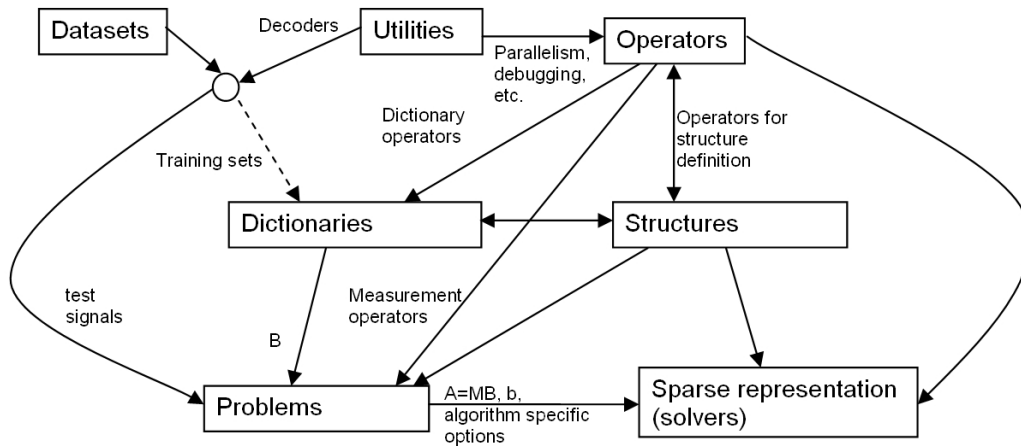 Datasets
Decoders
Utilities
Operators
Parallelism,
debugging,
etc.
Dictionary
operators
Operators for
structure
definition
Training sets
Dictionaries
Structures
test
signals
Measurement
operators
B
Problems
A=MB, b,
algorithm specific
options
Sparse representation
(solvers)